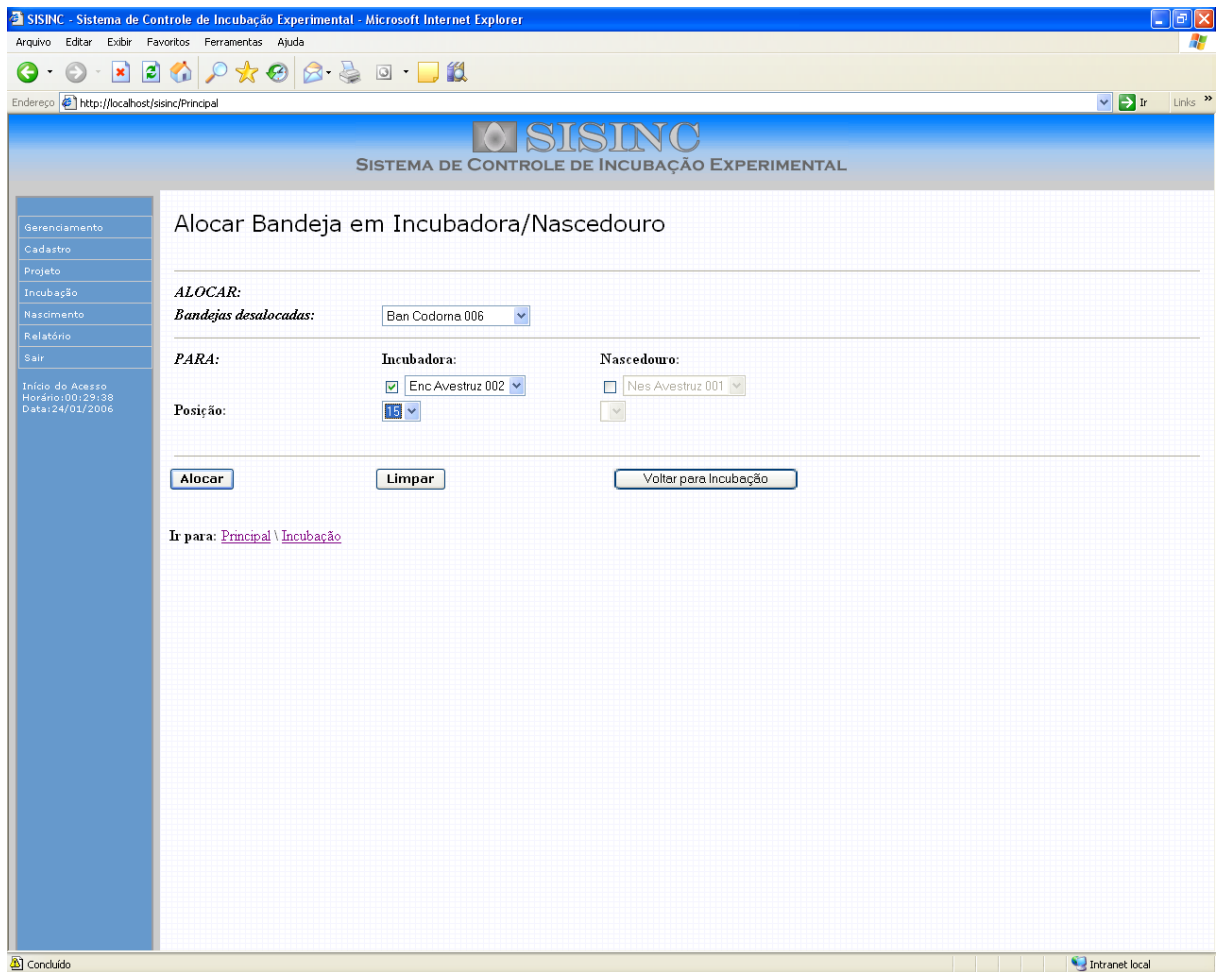 SISINC - Sistema de Controle de Incubação Experimental - Microsoft Internet Explorer
Arquivo Editar Exibir Favoritos Ferramentas Ajuda
Endereço http://localhost/sisinc/Principal Ir Links »
SISINC
SISTEMA DE CONTROLE DE INCUBAÇÃO EXPERIMENTAL
Gerenciamento
Cadastro
Projeto
Incubação
Nascimento
Relatório
Sair
Início do Acesso
Horário:00:29:38
Data:24/01/2006
Alocar Bandeja em Incubadora/Nascedouro
ALOCAR:
Bandejas desalocadas: Ban Codorna 006
PARA: Incubadora: Nascedouro:
Enc Avestruz 002 Nes Avestruz 001
Posição: 15
Alocar Limpar Voltar para Incubação
Ir para: Principal \ Incubação
Concluído Intranet local